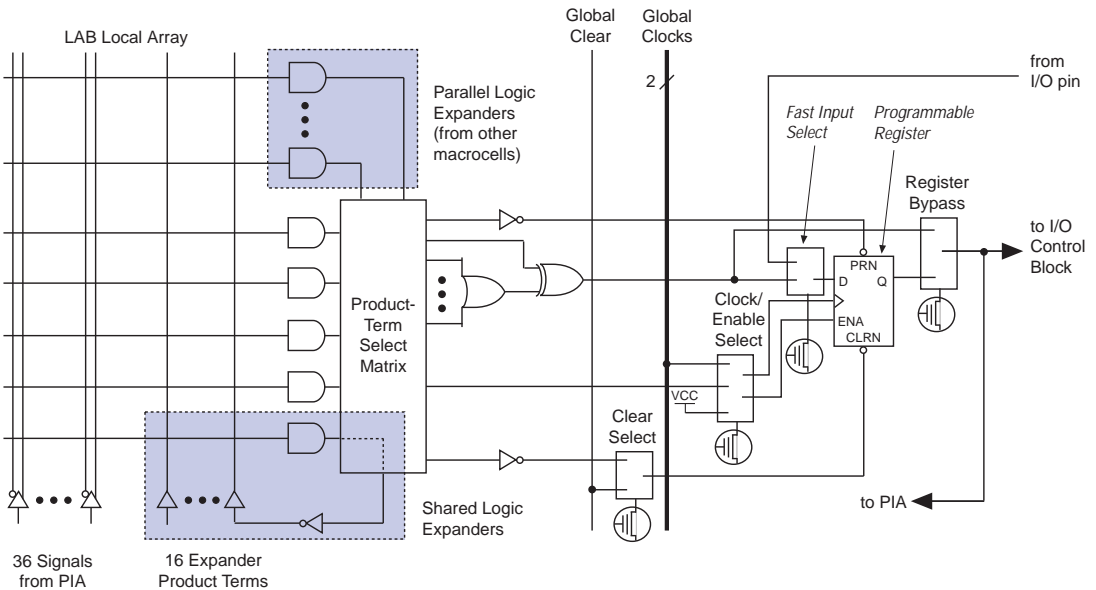 LAB Local Array
Global
Clear
Global
Clocks
2
from
I/O pin
Parallel Logic
Expanders
(from other
macrocells)
Fast Input
Select
Programmable
Register
Register
Bypass
to I/O
Control
Block
PRN
D
Q
ENA
CLRN
Clock/
Enable
Select
Product-
Term
Select
Matrix
VCC
Clear
Select
to PIA
Shared Logic
Expanders
36 Signals
from PIA
16 Expander
Product Terms